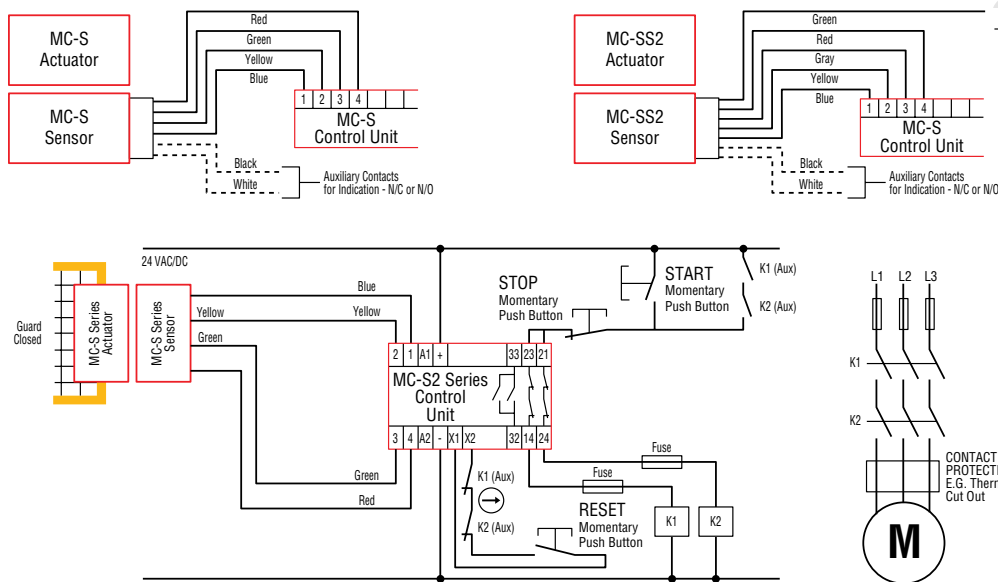 MC-S
Actuator
MC-S
Sensor
Red
Green
Yellow
Blue
1 2 3 4
MC-S
Control Unit
Black
White
Auxiliary Contacts
for Indication - N/C or N/O
MC-SS2
Actuator
MC-SS2
Sensor
Green
Red
Gray
Yellow
Blue
1 2 3 4
MC-S
Control Unit
Black
White
Auxiliary Contacts
for Indication - N/C or N/O
24 VAC/DC
Guard
Closed
MC-S Series
Actuator
MC-S Series
Sensor
Blue
Yellow Yellow
Green
Green
Red
2 1 A1 + 33 23 21
MC-S2 Series
Control
Unit
3 4 A2 - X1 X2 32 14 24
STOP
Momentary
Push Button
START
Momentary
Push Button
K1 (Aux)
K2 (Aux)
K1 (Aux)
K2 (Aux)
RESET
Momentary
Push Button
Fuse
Fuse
K1 K2
L1 L2 L3
K1
K2
CONTACT
PROTECTI
E.G. Therm
Cut Out
M